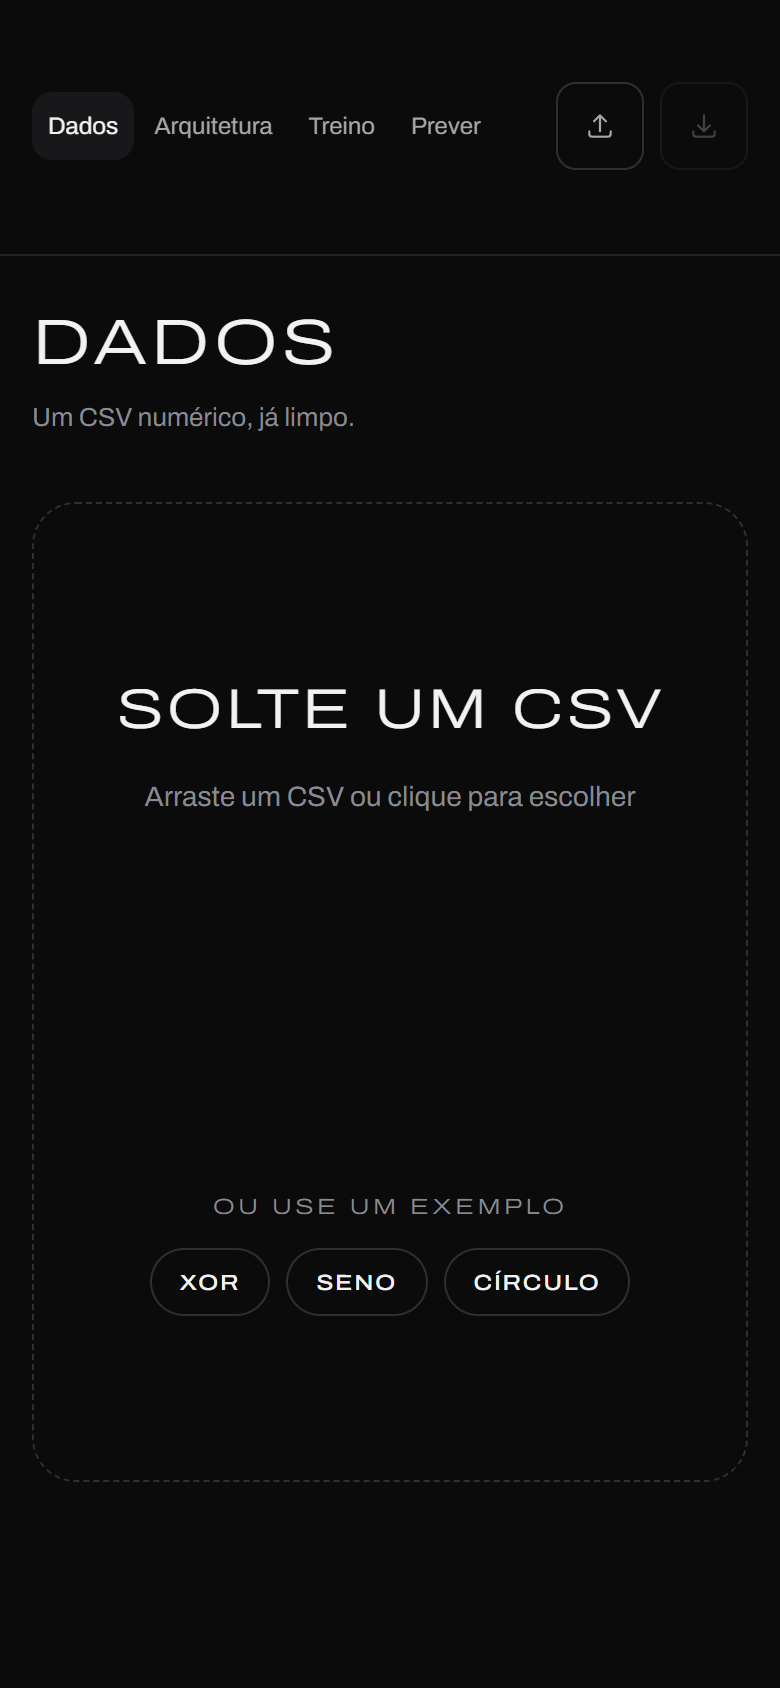 Dados Arquitetura Treino Prever
DADOS
Um CSV numérico, já limpo.
SOLTE UM CSV
Arraste um CSV ou clique para escolher
OU USE UM EXEMPLO
XOR SENO CÍRCULO